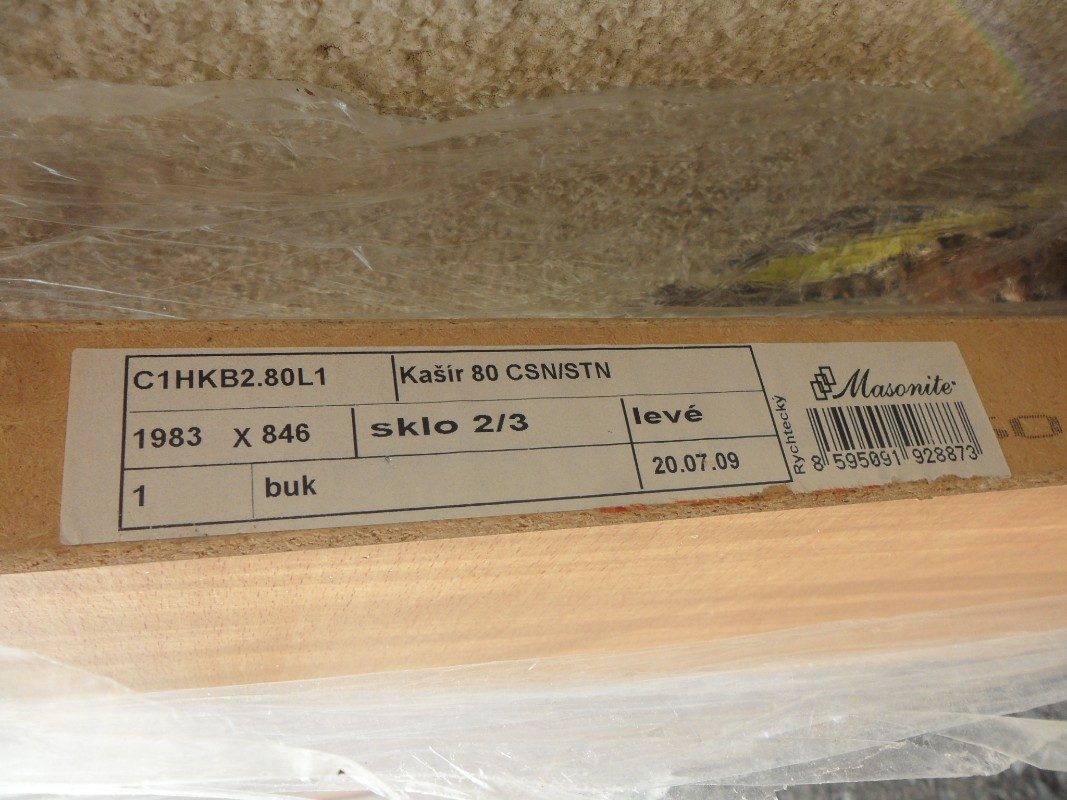 C1HKB2.80L1 Kašír 80 CSN/STN
1983 X 846 sklo 2/3 levé
1 buk 20.07.09
Rychtecký
Masonite
8 595091 928873